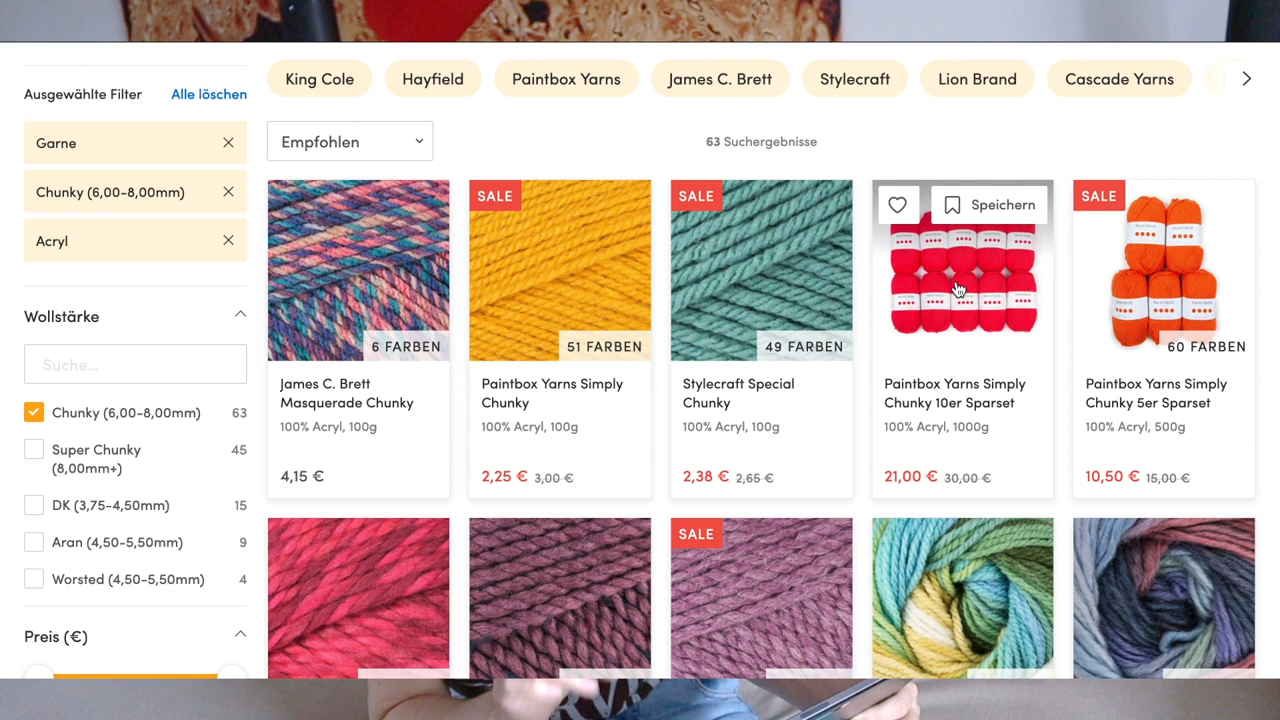 King Cole
Hayfield
Paintbox Yarns
James C. Brett
Stylecraft
Lion Brand
Cascade Yarns
Ausgewählte Filter
Alle löschen
Garne
Chunky (6,00-8,00mm)
Acryl
Wollstärke
Suche...
Chunky (6,00-8,00mm) 63
Super Chunky
(8,00mm+) 45
DK (3,75-4,50mm) 15
Aran (4,50-5,50mm) 9
Worsted (4,50-5,50mm) 4
Preis (€)
Empfohlen
63 Suchergebnisse
6 FARBEN
James C. Brett
Masquerade Chunky
100% Acryl, 100g
4,15 €
SALE
51 FARBEN
Paintbox Yarns Simply
Chunky
100% Acryl, 100g
2,25 € 3,00 €
SALE
49 FARBEN
Stylecraft Special
Chunky
100% Acryl, 100g
2,38 € 2,65 €
Speichern
Paintbox Yarns Simply
Chunky 10er Sparset
100% Acryl, 1000g
21,00 € 30,00 €
SALE
60 FARBEN
Paintbox Yarns Simply
Chunky 5er Sparset
100% Acryl, 500g
10,50 € 15,00 €
SALE